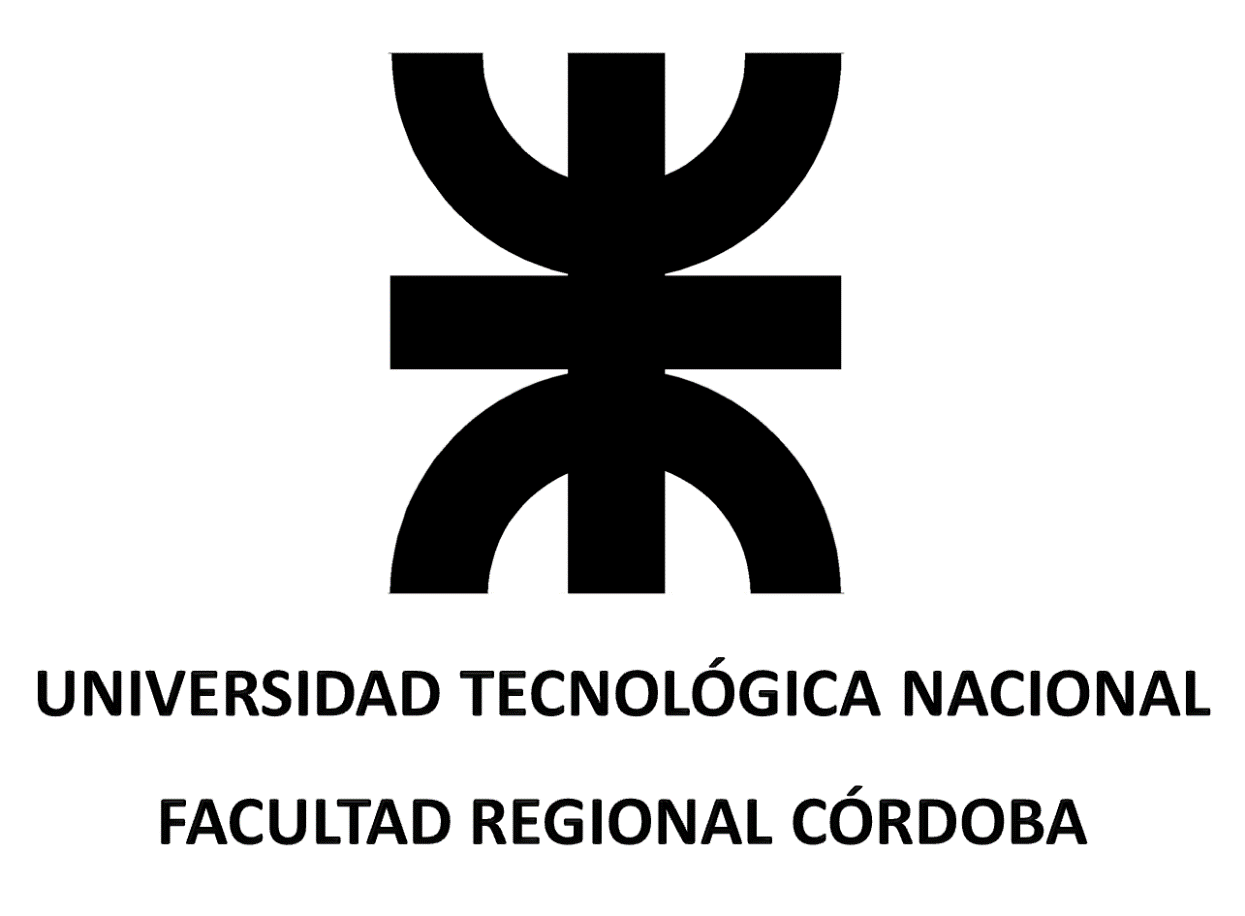 UNIVERSIDAD TECNOLÓGICA NACIONAL
FACULTAD REGIONAL CÓRDOBA